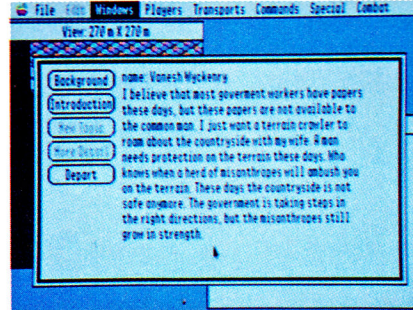 File Edit Windows Players Transports Commands Special Combat
View: 270 m X 270 m
Background
Introduction
New Topic
More Detail
Depart
name: Vanesh Wyckenry
I believe that most goverment workers have papers
these days, but these papers are not available to
the common man. I just want a terrain crawler to
roam about the countryside with my wife. A man
needs protection on the terrain these days. Who
knows when a herd of misanthropes will ambush you
on the terrain. These days the countryside is not
safe anymore. The government is taking steps in
the right directions, but the misanthropes still
grow in strength.